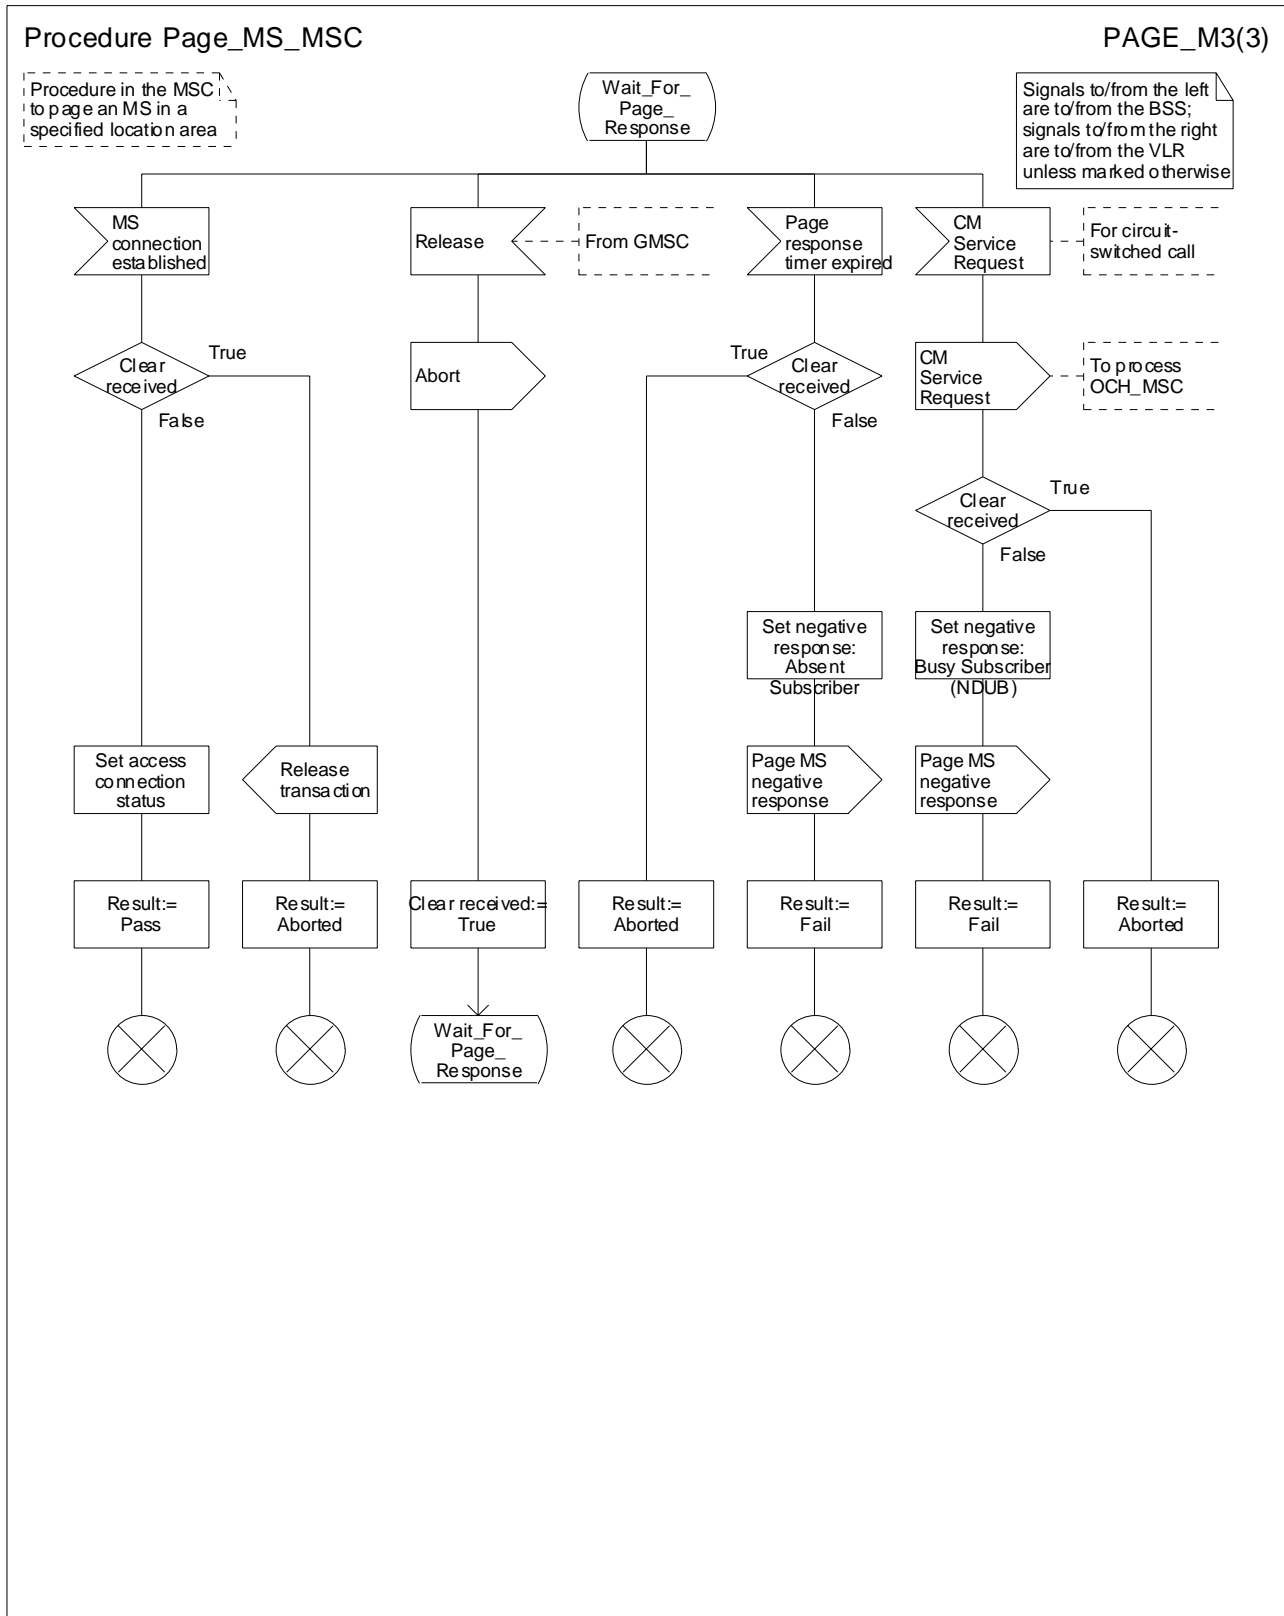 Procedure Page_MS_MSC
PAGE_M3(3)
Procedure in the MSC
to page an MS in a
specified location area
Wait_For_
Page_
Response
Signals to/from the left
are to/from the BSS;
signals to/from the right
are to/from the VLR
unless marked otherwise
MS
connection
established
Release
From GMSC
Page
response
timer expired
CM
Service
Request
For circuit-
switched call
Clear
received
True
False
Abort
True
Clear
received
False
CM
Service
Request
To process
OCH_MSC
Clear
received
True
False
Set negative
response:
Absent
Subscriber
Set negative
response:
Busy Subscriber
(NDUB)
Set access
connection
status
Release
transaction
Page MS
negative
response
Page MS
negative
response
Result:=
Pass
Result:=
Aborted
Clear received:=
True
Result:=
Aborted
Result:=
Fail
Result:=
Fail
Result:=
Aborted
Wait_For_
Page_
Response